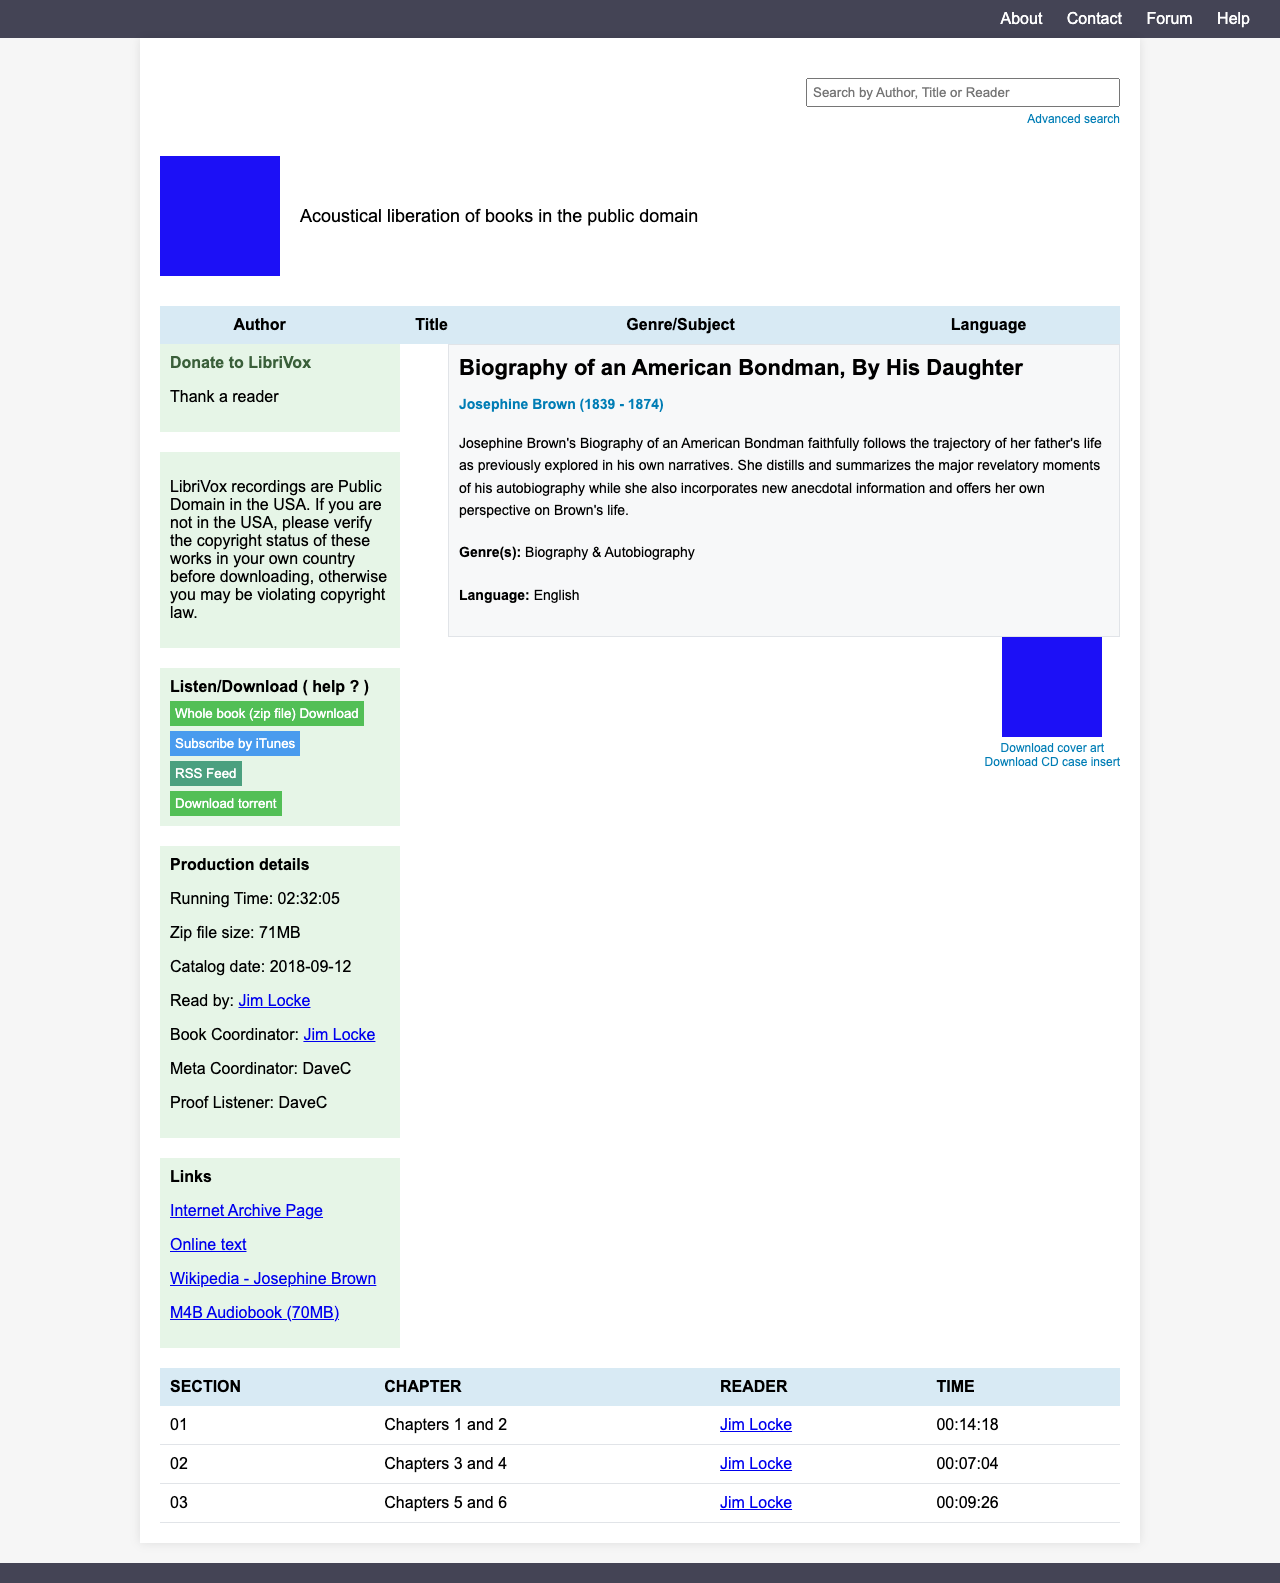 About Contact Forum Help
Search by Author, Title or Reader
Advanced search
Acoustical liberation of books in the public domain
Author Title Genre/Subject Language
Donate to LibriVox
Thank a reader
LibriVox recordings are Public
Domain in the USA. If you are
not in the USA, please verify
the copyright status of these
works in your own country
before downloading, otherwise
you may be violating copyright
law.
Listen/Download ( help ? )
Whole book (zip file) Download
Subscribe by iTunes
RSS Feed
Download torrent
Production details
Running Time: 02:32:05
Zip file size: 71MB
Catalog date: 2018-09-12
Read by: Jim Locke
Book Coordinator: Jim Locke
Meta Coordinator: DaveC
Proof Listener: DaveC
Links
Internet Archive Page
Online text
Wikipedia - Josephine Brown
M4B Audiobook (70MB)
Biography of an American Bondman, By His Daughter
Josephine Brown (1839 - 1874)
Josephine Brown's Biography of an American Bondman faithfully follows the trajectory of her father's life
as previously explored in his own narratives. She distills and summarizes the major revelatory moments
of his autobiography while she also incorporates new anecdotal information and offers her own
perspective on Brown's life.
Genre(s): Biography & Autobiography
Language: English
Download cover art
Download CD case insert
SECTION CHAPTER READER TIME
01 Chapters 1 and 2 Jim Locke 00:14:18
02 Chapters 3 and 4 Jim Locke 00:07:04
03 Chapters 5 and 6 Jim Locke 00:09:26